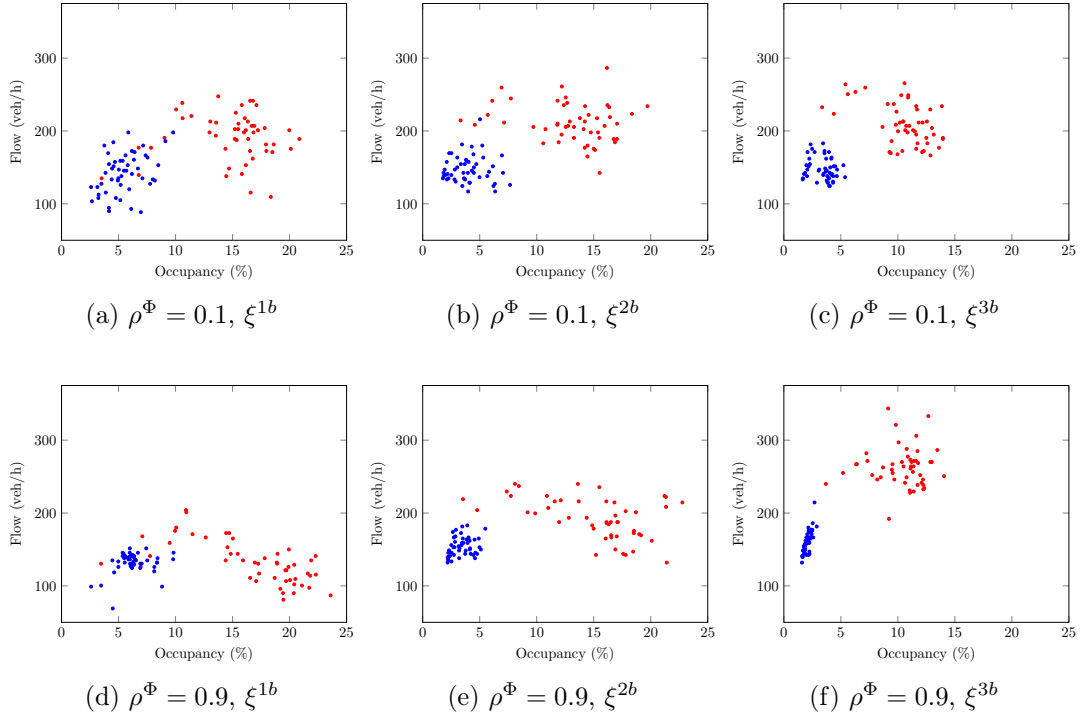 300
200
100
Flow (veh/h)
0 5 10 15 20 25
Occupancy (%)
(a) ρ^Φ = 0.1, ξ^{1b}
300
200
100
Flow (veh/h)
0 5 10 15 20 25
Occupancy (%)
(b) ρ^Φ = 0.1, ξ^{2b}
300
200
100
Flow (veh/h)
0 5 10 15 20 25
Occupancy (%)
(c) ρ^Φ = 0.1, ξ^{3b}
300
200
100
Flow (veh/h)
0 5 10 15 20 25
Occupancy (%)
(d) ρ^Φ = 0.9, ξ^{1b}
300
200
100
Flow (veh/h)
0 5 10 15 20 25
Occupancy (%)
(e) ρ^Φ = 0.9, ξ^{2b}
300
200
100
Flow (veh/h)
0 5 10 15 20 25
Occupancy (%)
(f) ρ^Φ = 0.9, ξ^{3b}